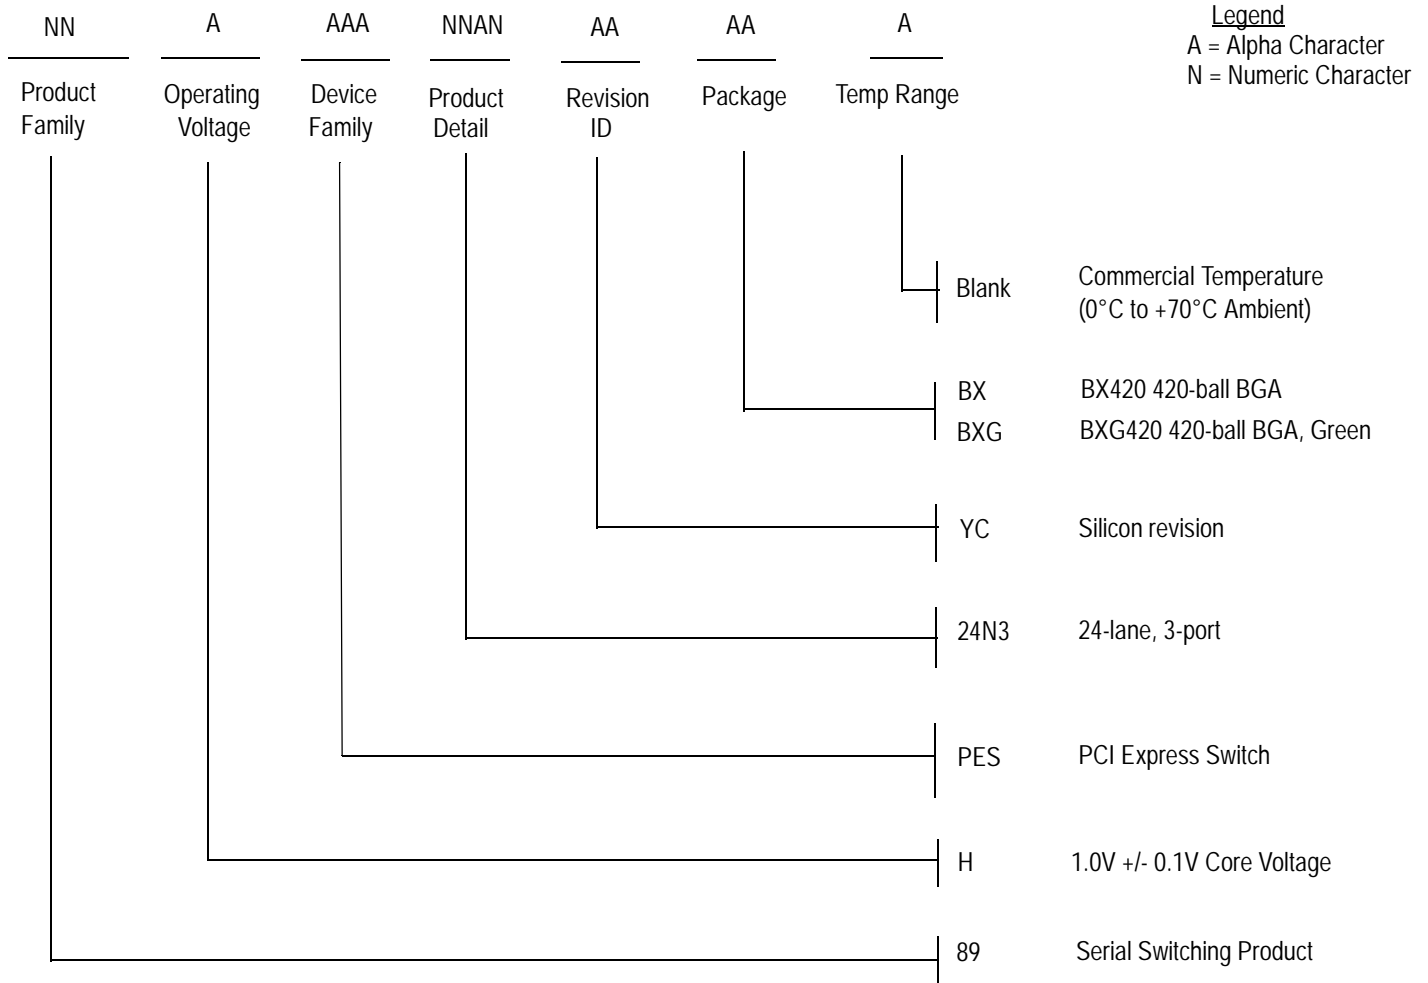 NN A AAA NNAN AA AA A
Legend
A = Alpha Character
N = Numeric Character
Product Family
Operating Voltage
Device Family
Product Detail
Revision ID
Package
Temp Range
Blank Commercial Temperature
(0°C to +70°C Ambient)
BX BX420 420-ball BGA
BXG BXG420 420-ball BGA, Green
YC Silicon revision
24N3 24-lane, 3-port
PES PCI Express Switch
H 1.0V +/- 0.1V Core Voltage
89 Serial Switching Product